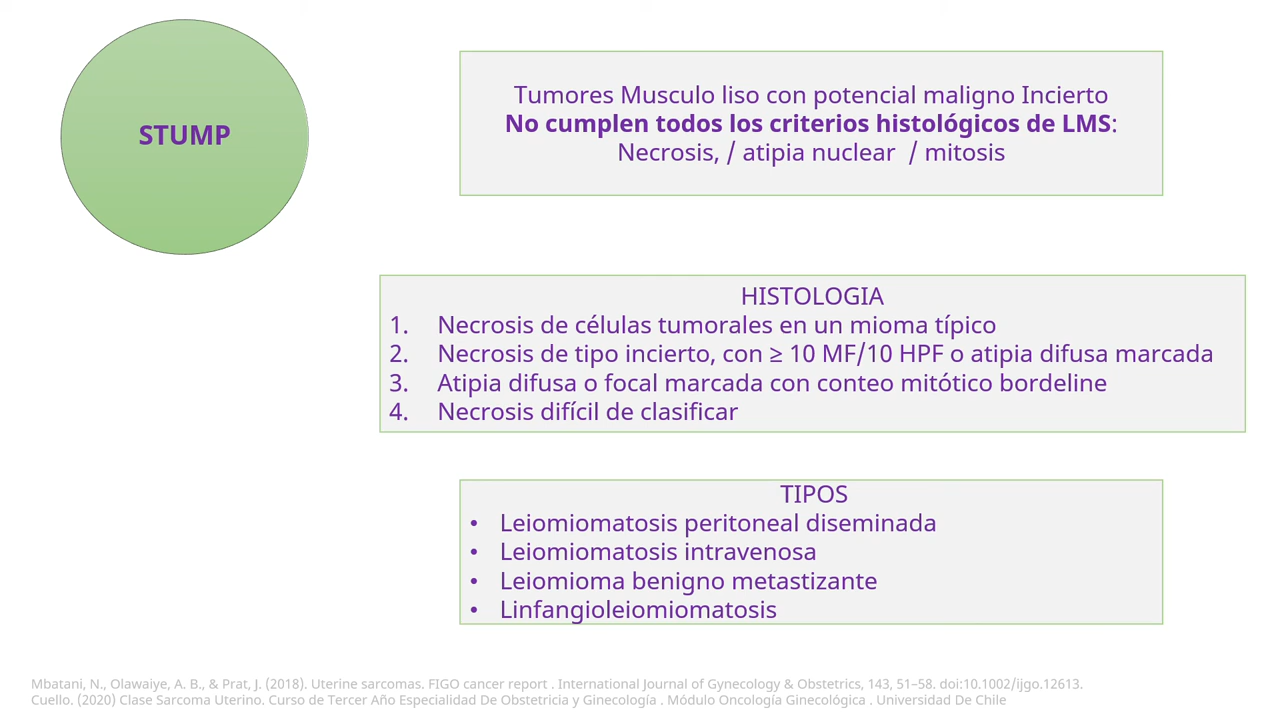 STUMP
Tumores Musculo liso con potencial maligno Incierto
No cumplen todos los criterios histológicos de LMS:
Necrosis, / atipia nuclear / mitosis
HISTOLOGIA
1. Necrosis de células tumorales en un mioma típico
2. Necrosis de tipo incierto, con ≥ 10 MF/10 HPF o atipia difusa marcada
3. Atipia difusa o focal marcada con conteo mitótico bordeline
4. Necrosis difícil de clasificar
TIPOS
• Leiomiomatosis peritoneal diseminada
• Leiomiomatosis intravenosa
• Leiomioma benigno metastizante
• Linfangioleiomiomatosis
Mbatani, N., Olawaiye, A. B., & Prat, J. (2018). Uterine sarcomas. FIGO cancer report . International Journal of Gynecology & Obstetrics, 143, 51–58. doi:10.1002/ijgo.12613.
Cuello. (2020) Clase Sarcoma Uterino. Curso de Tercer Año Especialidad De Obstetricia y Ginecología . Módulo Oncología Ginecológica . Universidad De Chile